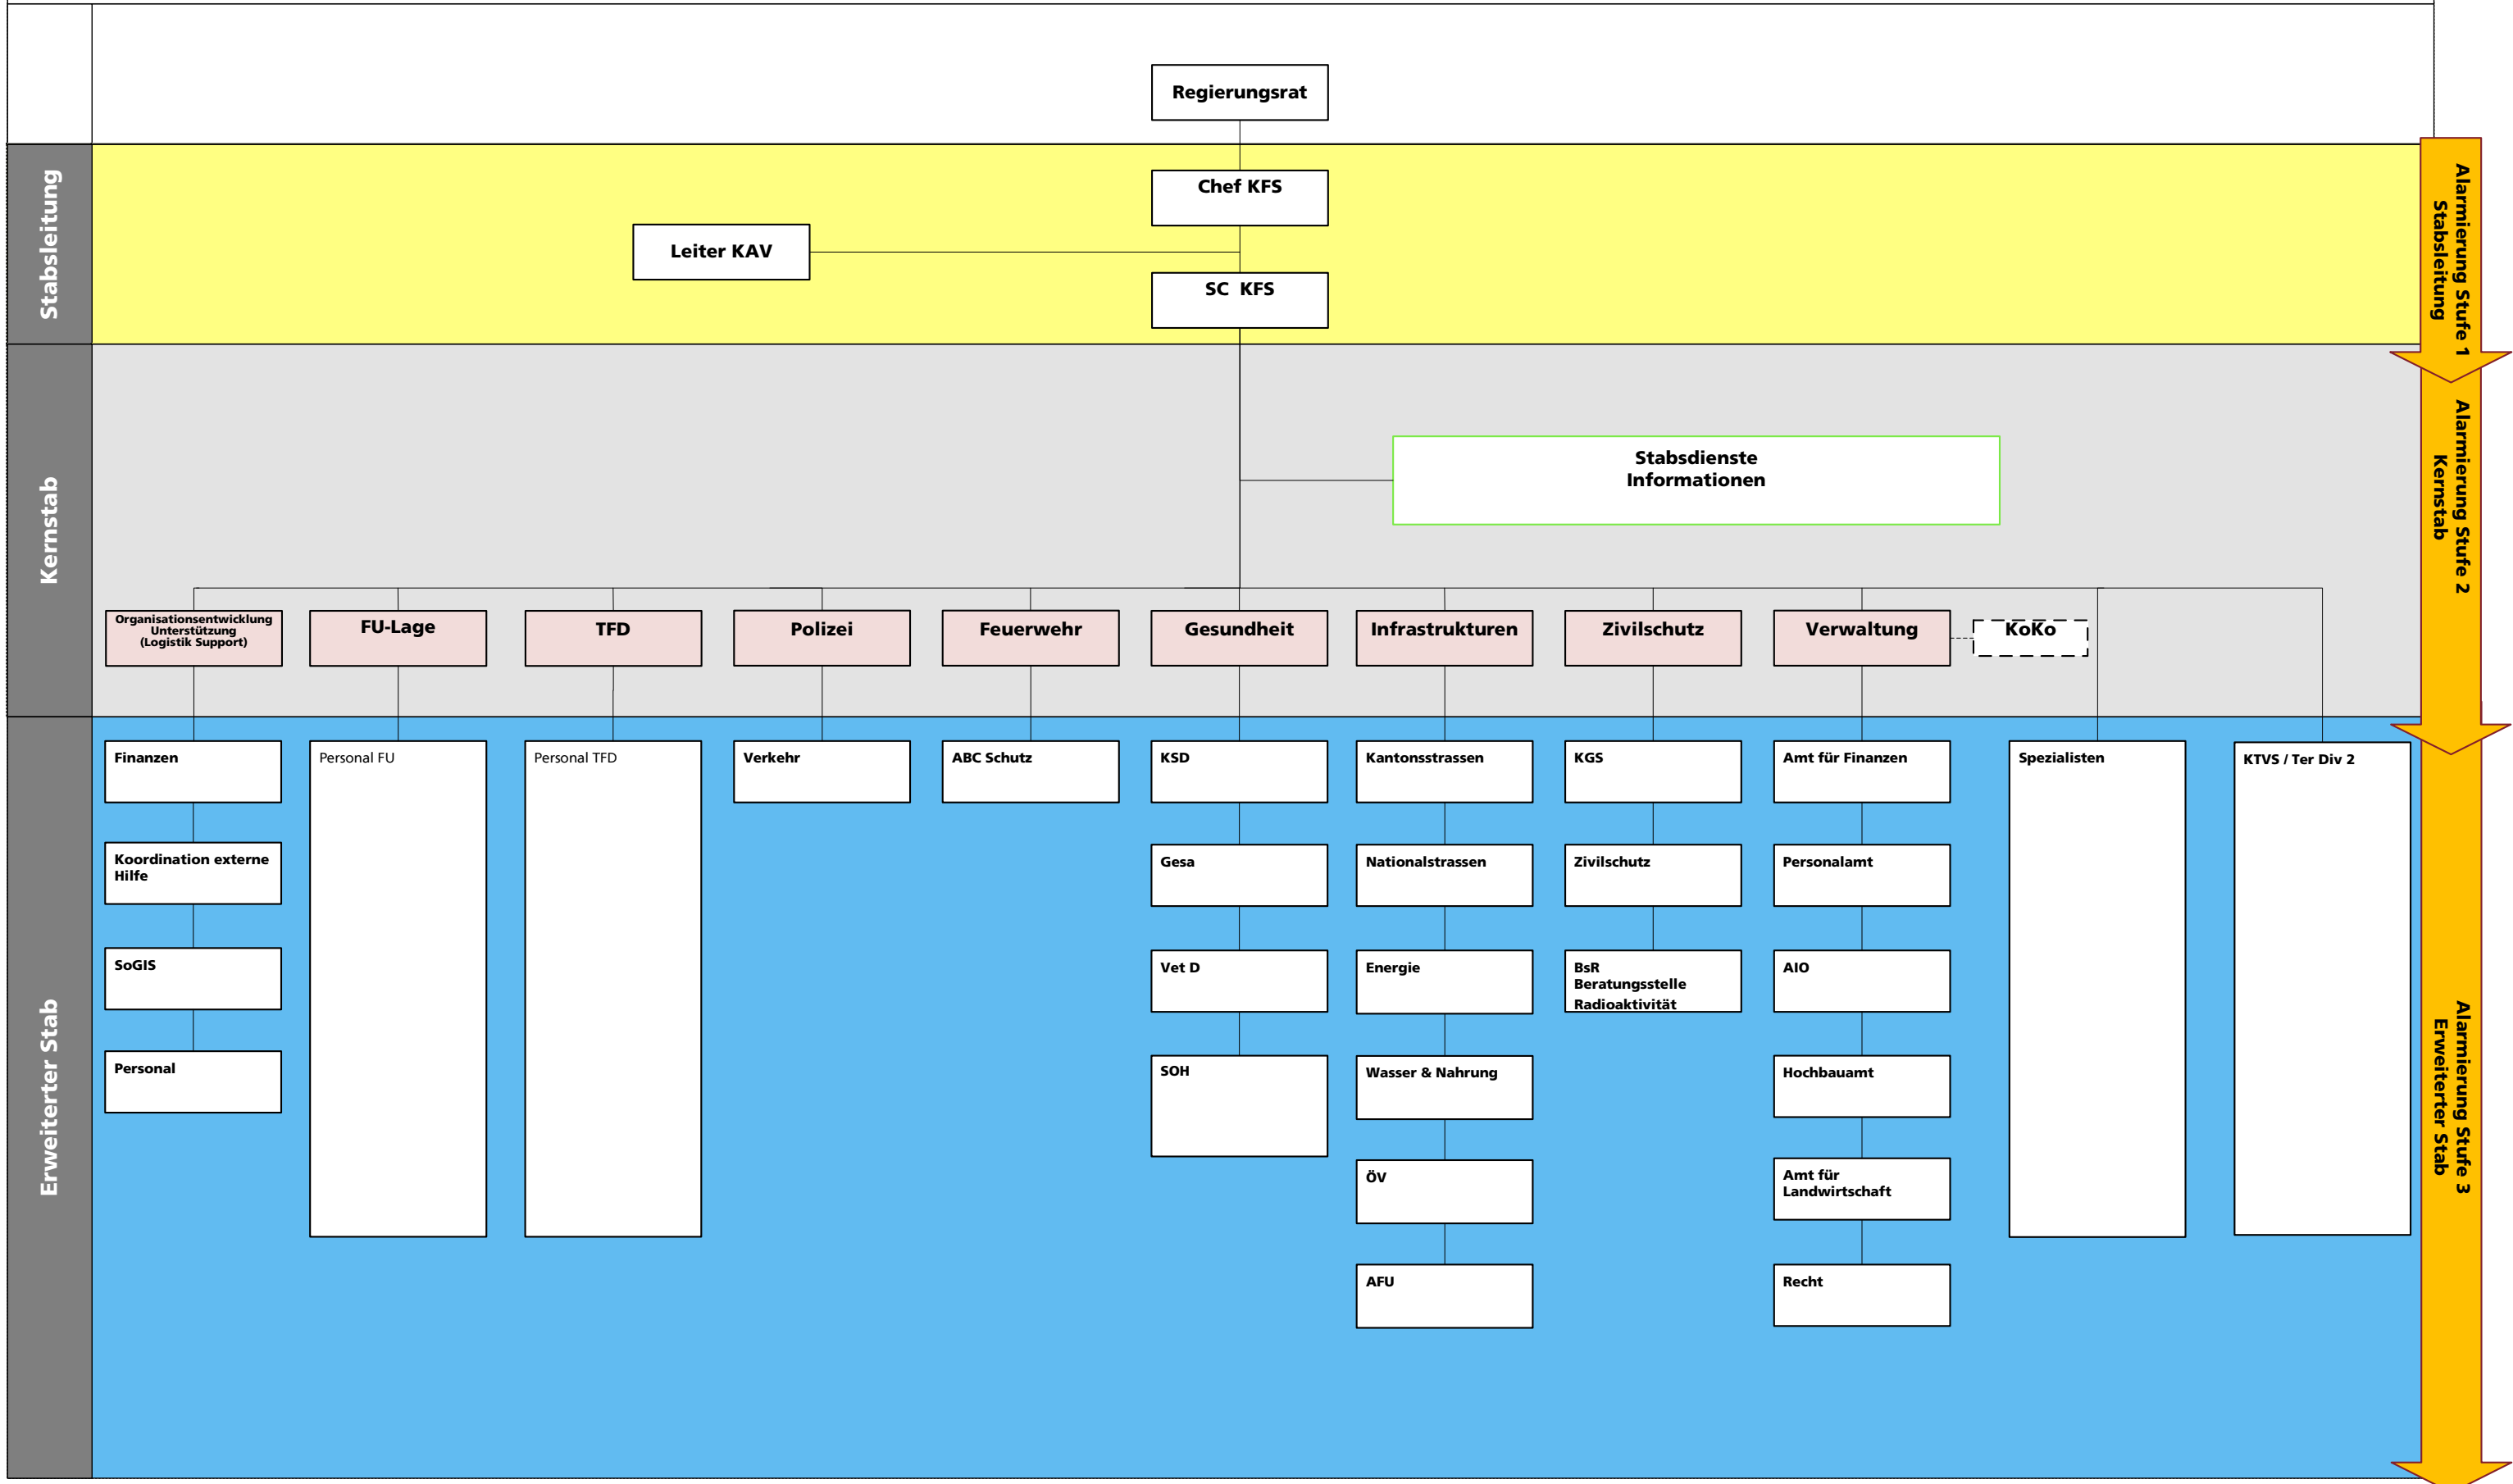 Regierungsrat
Stabsleitung
Chef KFS
Leiter KAV
SC  KFS
Alarmierung Stufe 1
Stabsleitung
Kernstab
Stabsdienste
Informationen
Alarmierung Stufe 2
Kernstab
Organisationsentwicklung
Unterstützung
(Logistik Support)
FU-Lage
TFD
Polizei
Feuerwehr
Gesundheit
Infrastrukturen
Zivilschutz
Verwaltung
KoKo
Erweiterter Stab
Finanzen
Koordination externe
Hilfe
SoGIS
Personal
Personal FU
Personal TFD
Verkehr
ABC Schutz
KSD
Gesa
Vet D
SOH
Kantonsstrassen
Nationalstrassen
Energie
Wasser & Nahrung
ÖV
AFU
KGS
Zivilschutz
BsR
Beratungsstelle
Radioaktivität
Amt für Finanzen
Personalamt
AIO
Hochbauamt
Amt für
Landwirtschaft
Recht
Spezialisten
KTVS / Ter Div 2
Alarmierung Stufe 3
Erweiterter Stab